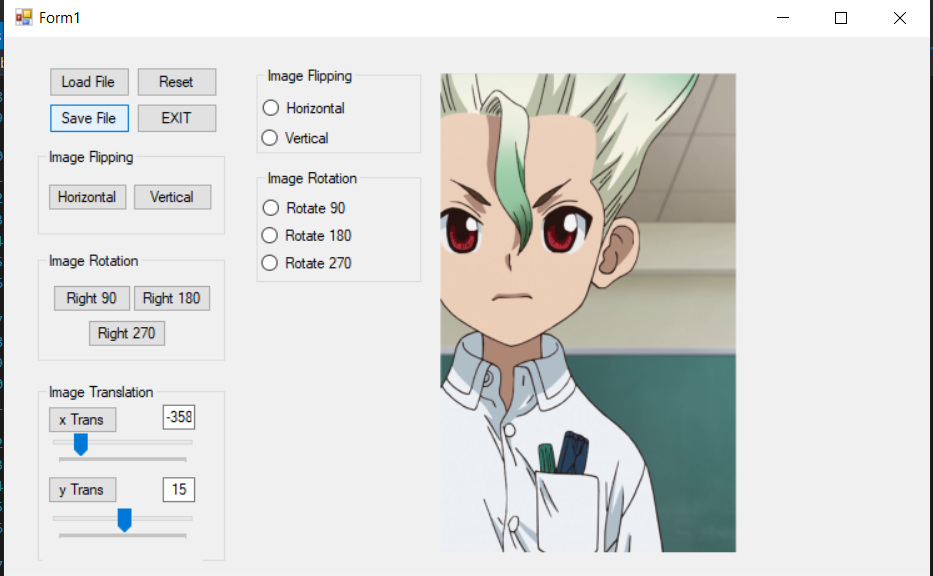 Form1
Load File
Reset
Save File
EXIT
Image Flipping
Horizontal
Vertical
Image Rotation
Right 90
Right 180
Right 270
Image Translation
x Trans
-358
y Trans
15
Image Flipping
Horizontal
Vertical
Image Rotation
Rotate 90
Rotate 180
Rotate 270